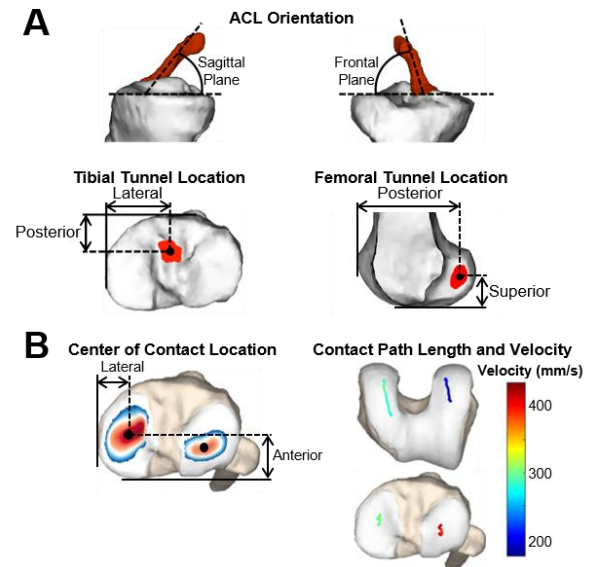 A
ACL Orientation
Sagittal
Plane
Frontal
Plane
Tibial Tunnel Location
Lateral
Posterior
Femoral Tunnel Location
Posterior
Superior
B
Center of Contact Location
Lateral
Anterior
Contact Path Length and Velocity
Velocity (mm/s)
400
300
200